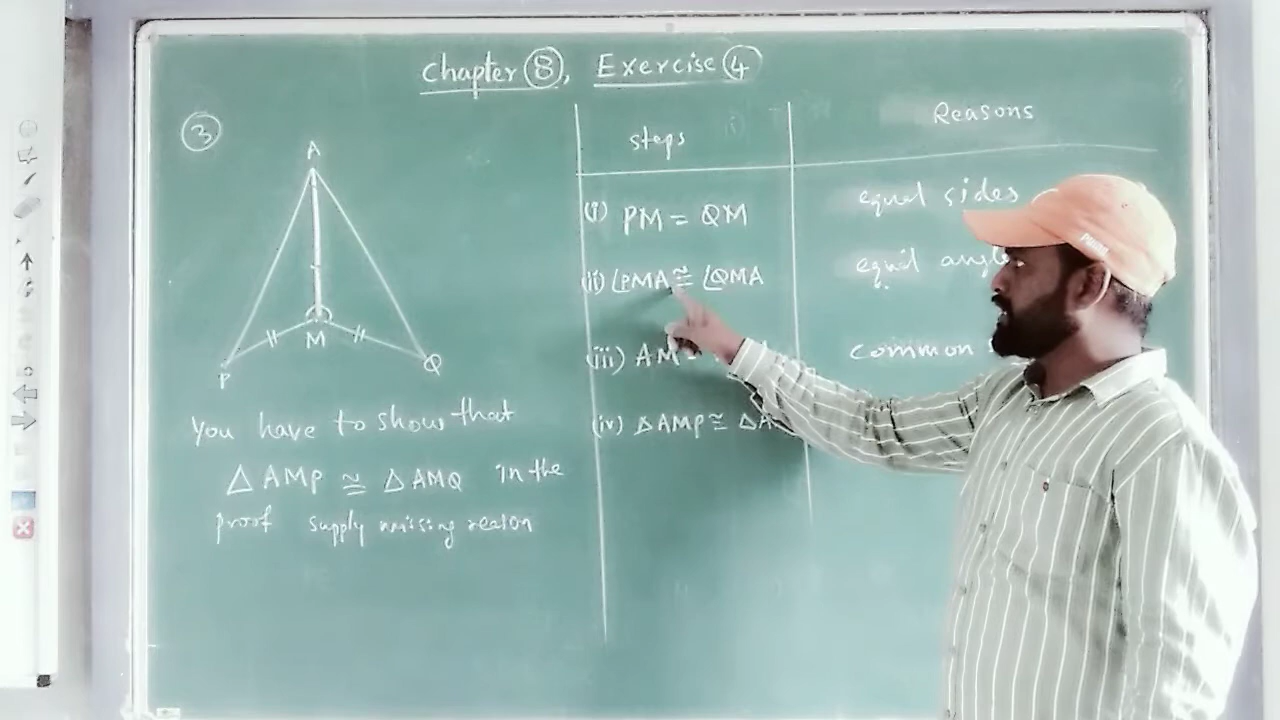 Chapter 8, Exercise 4
3
A
M
P
Q
You have to show that
△ AMP ≅ △ AMQ in the
proof supply missing reason
steps
Reasons
(i) PM = QM
equal sides
(ii) ∠PMA ≅ ∠QMA
equal
(iii) AM =
common
(iv) △AMP ≅ △A